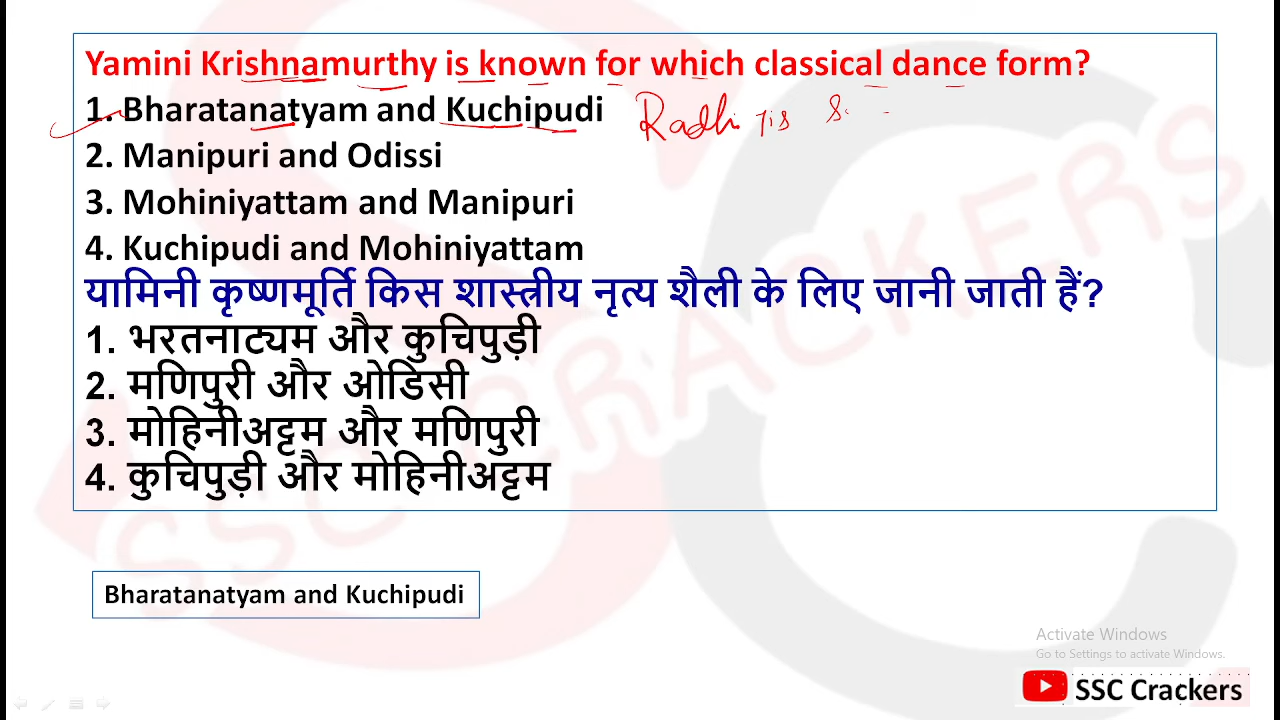 Yamini Krishnamurthy is known for which classical dance form?
1. Bharatanatyam and Kuchipudi
2. Manipuri and Odissi
3. Mohiniyattam and Manipuri
4. Kuchipudi and Mohiniyattam
यामिनी कृष्णमूर्ति किस शास्त्रीय नृत्य शैली के लिए जानी जाती हैं?
1. भरतनाट्यम और कुचिपुड़ी
2. मणिपुरी और ओडिसी
3. मोहिनीअट्टम और मणिपुरी
4. कुचिपुड़ी और मोहिनीअट्टम
SSC CRACKERS
Bharatanatyam and Kuchipudi
Activate Windows
Go to Settings to activate Windows.
SSC Crackers